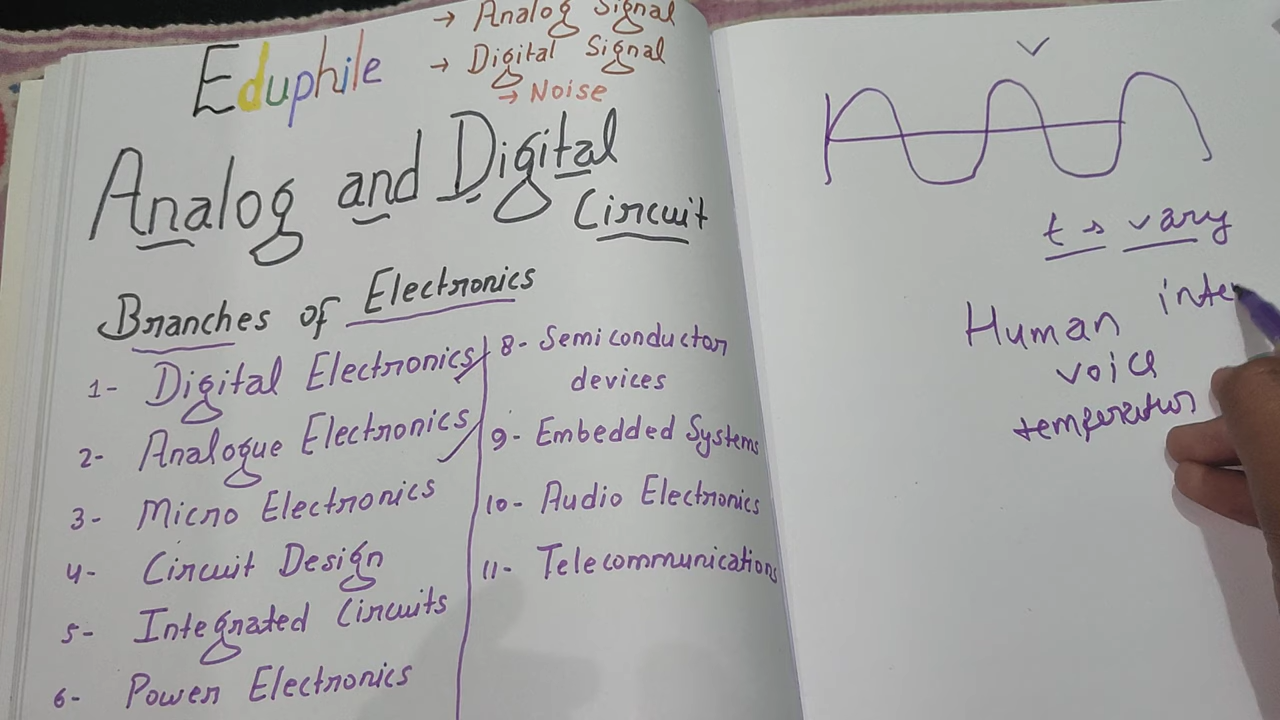 Eduphile
→ Analog Signal
→ Digital Signal
→ Noise
Analog and Digital
Circuit
Branches of Electronics
1- Digital Electronics
2- Analogue Electronics
3- Micro Electronics
4- Circuit Design
5- Integrated Circuits
6- Power Electronics
8- Semiconductor
devices
9- Embedded Systems
10- Audio Electronics
11- Telecommunications
t → vary
Human inte
voice